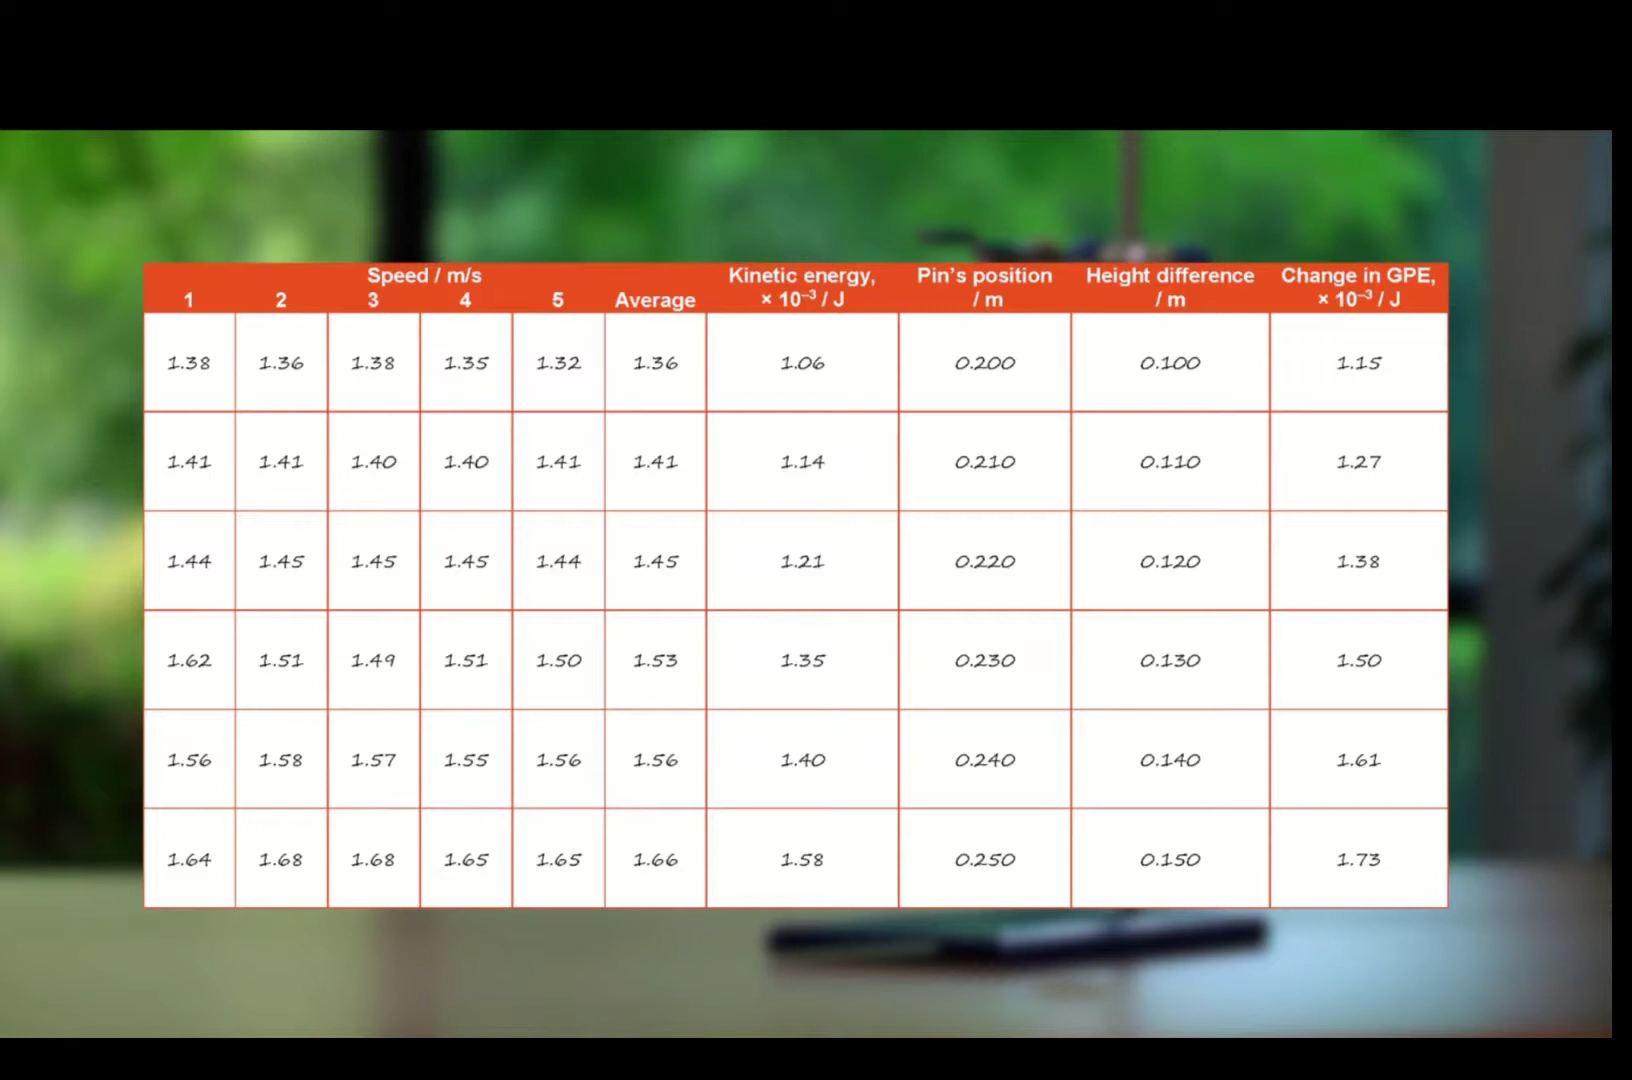 Speed / m/s Kinetic energy, Pin's position Height difference Change in GPE,
1 2 3 4 5 Average × 10⁻³ / J / m / m × 10⁻³ / J
1.38 1.36 1.38 1.35 1.32 1.36 1.06 0.200 0.100 1.15
1.41 1.41 1.40 1.40 1.41 1.41 1.14 0.210 0.110 1.27
1.44 1.45 1.45 1.45 1.44 1.45 1.21 0.220 0.120 1.38
1.62 1.51 1.49 1.51 1.50 1.53 1.35 0.230 0.130 1.50
1.56 1.58 1.57 1.55 1.56 1.56 1.40 0.240 0.140 1.61
1.64 1.68 1.68 1.65 1.65 1.66 1.58 0.250 0.150 1.73